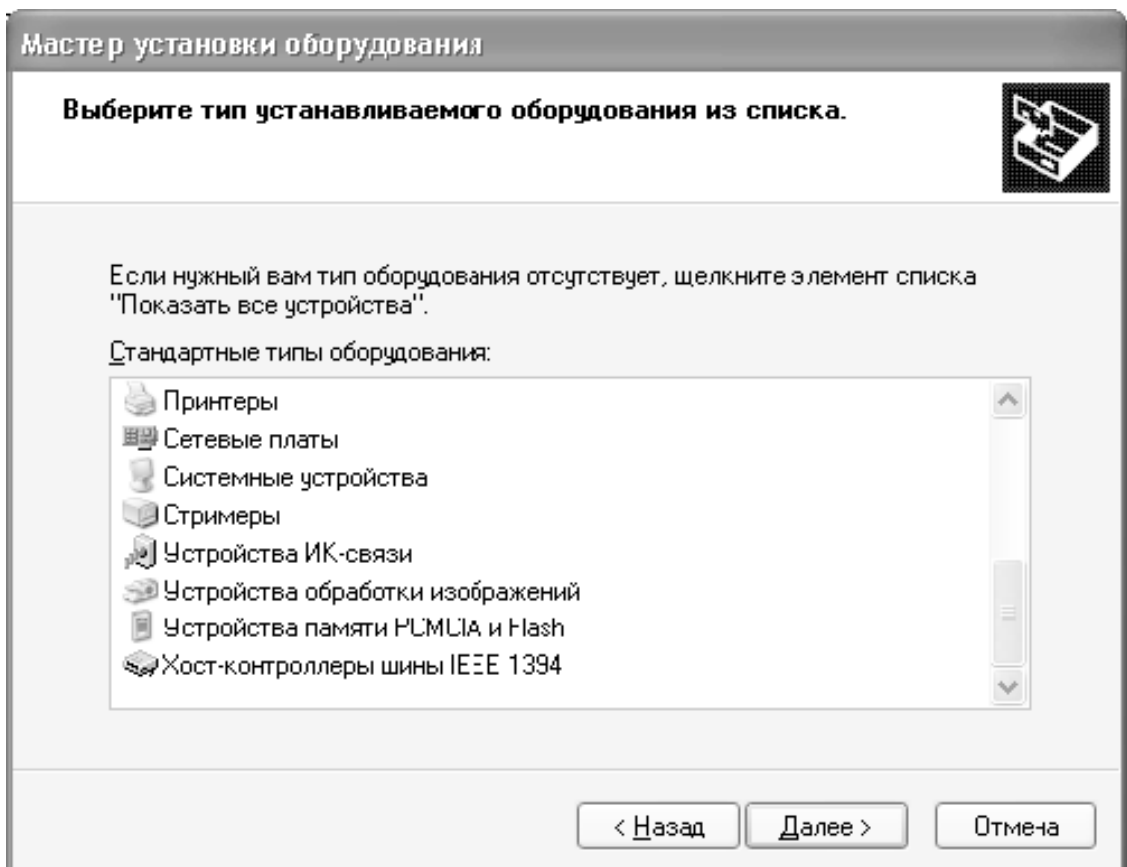 Мастер установки оборудования
Выберите тип устанавливаемого оборудования из списка.
Если нужный вам тип оборудования отсутствует, щелкните элемент списка
"Показать все устройства".
Стандартные типы оборудования:
Принтеры
Сетевые платы
Системные устройства
Стримеры
Устройства ИК-связи
Устройства обработки изображений
Устройства памяти PCMCIA и Flash
Хост-контроллеры шины IEEE 1394
< Назад Далее > Отмена